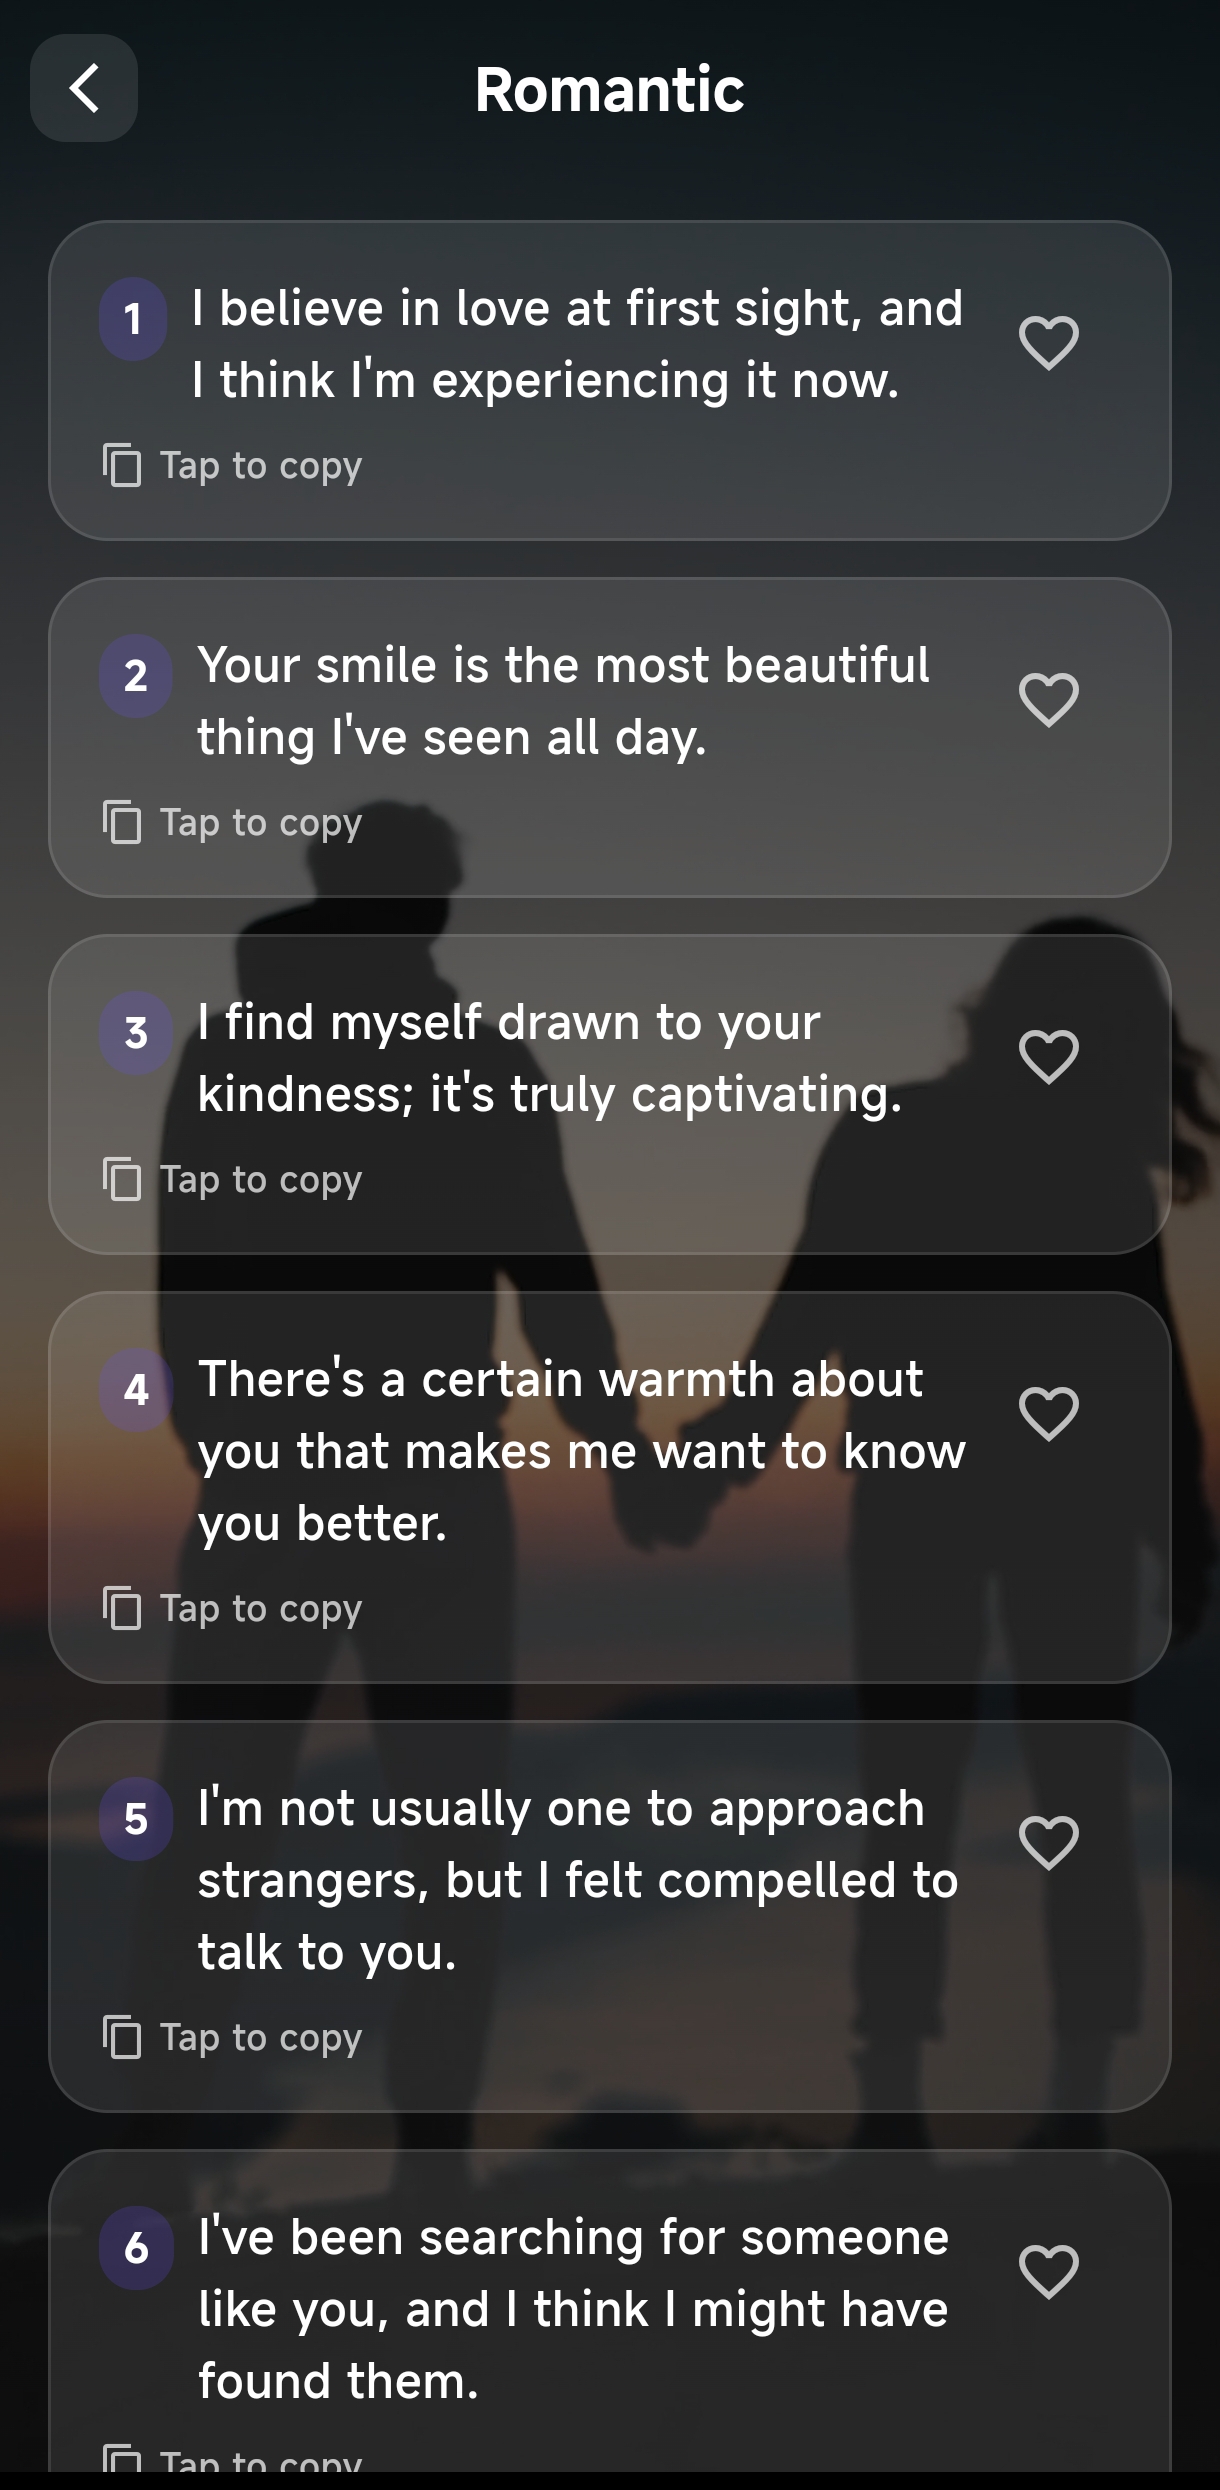 Romantic
1
I believe in love at first sight, and
I think I'm experiencing it now.
Tap to copy
2
Your smile is the most beautiful
thing I've seen all day.
Tap to copy
3
I find myself drawn to your
kindness; it's truly captivating.
Tap to copy
4
There's a certain warmth about
you that makes me want to know
you better.
Tap to copy
5
I'm not usually one to approach
strangers, but I felt compelled to
talk to you.
Tap to copy
6
I've been searching for someone
like you, and I think I might have
found them.
Tap to copy